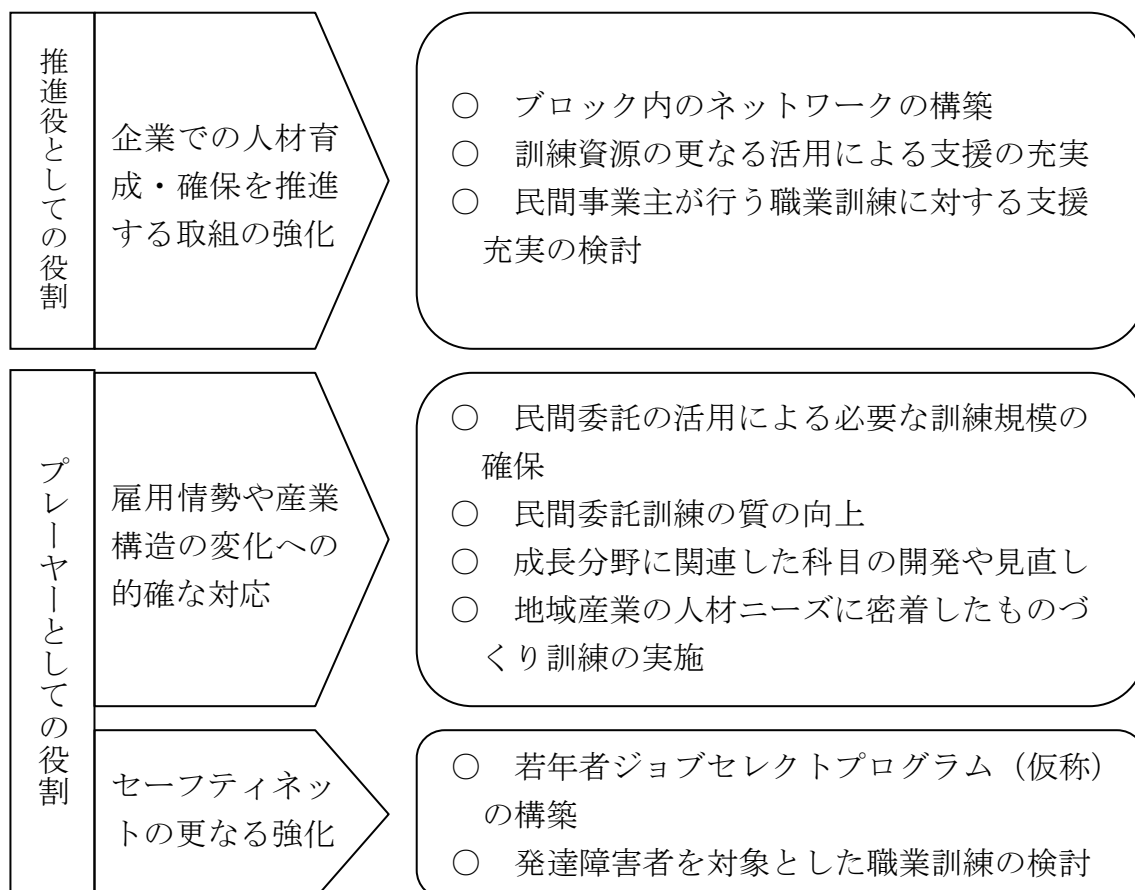 推進役としての役割
企業での人材育
成・確保を推進
する取組の強化
○　ブロック内のネットワークの構築
○　訓練資源の更なる活用による支援の充実
○　民間事業主が行う職業訓練に対する支援
充実の検討
プレーヤーとしての役割
雇用情勢や産業
構造の変化への
的確な対応
○　民間委託の活用による必要な訓練規模の
確保
○　民間委託訓練の質の向上
○　成長分野に関連した科目の開発や見直し
○　地域産業の人材ニーズに密着したものづ
くり訓練の実施
セーフティネッ
トの更なる強化
○　若年者ジョブセレクトプログラム（仮称）
の構築
○　発達障害者を対象とした職業訓練の検討